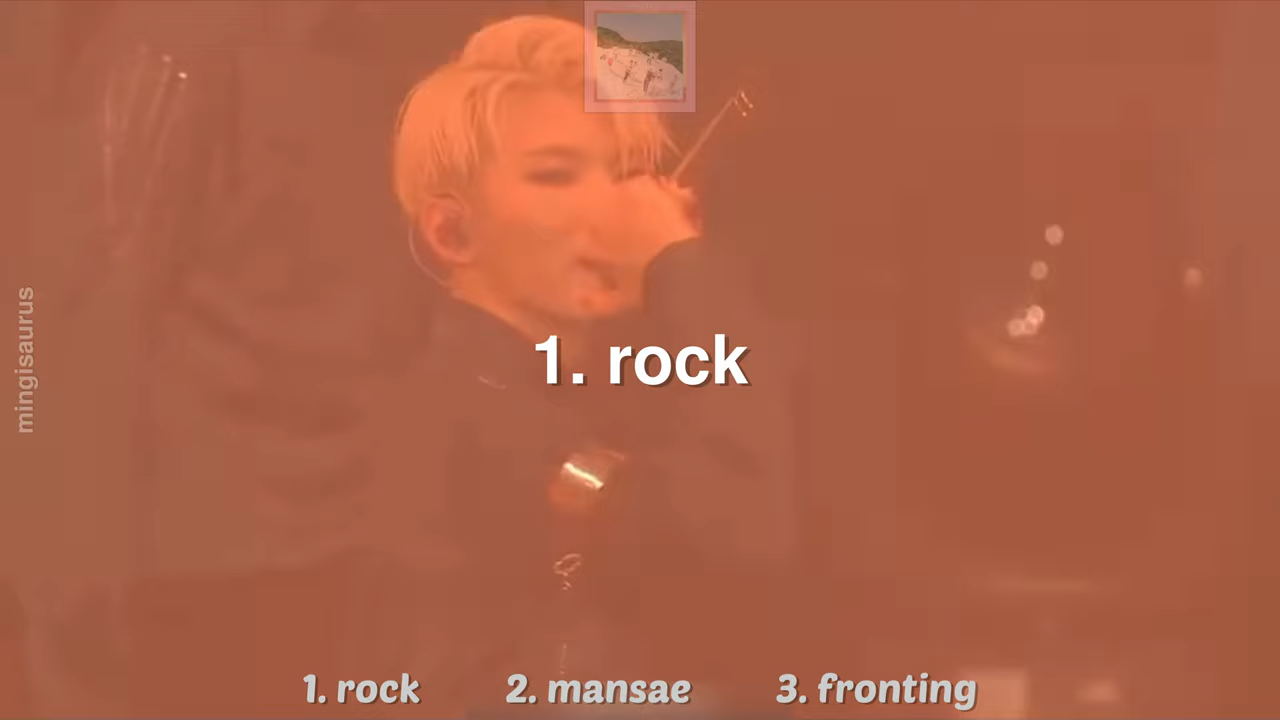 mingisaurus
1. rock
1. rock 2. mansae 3. fronting